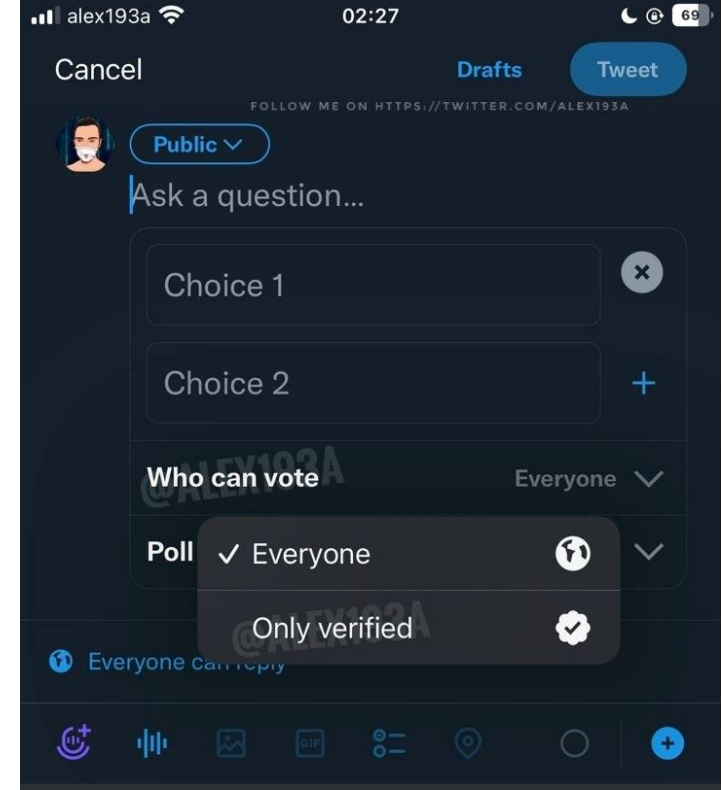 alex193a 02:27 69
Cancel Drafts Tweet
FOLLOW ME ON HTTPS://TWITTER.COM/ALEX193A
Public
Ask a question...
Choice 1
Choice 2
@ALEX193A
Who can vote Everyone
Poll
Everyone
@ALEX193A
Only verified
Everyone can reply
GIF